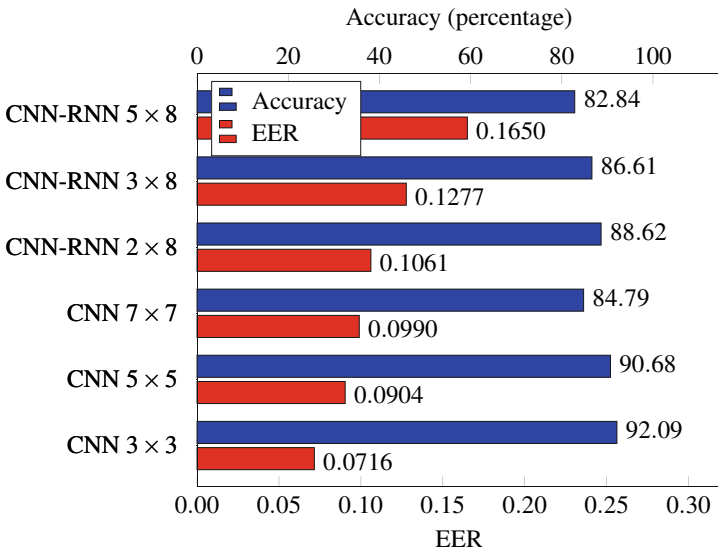 Accuracy (percentage)
0 20 40 60 80 100
Accuracy
EER
CNN-RNN 5 × 8
82.84
0.1650
CNN-RNN 3 × 8
86.61
0.1277
CNN-RNN 2 × 8
88.62
0.1061
CNN 7 × 7
84.79
0.0990
CNN 5 × 5
90.68
0.0904
CNN 3 × 3
92.09
0.0716
0.00 0.05 0.10 0.15 0.20 0.25 0.30
EER